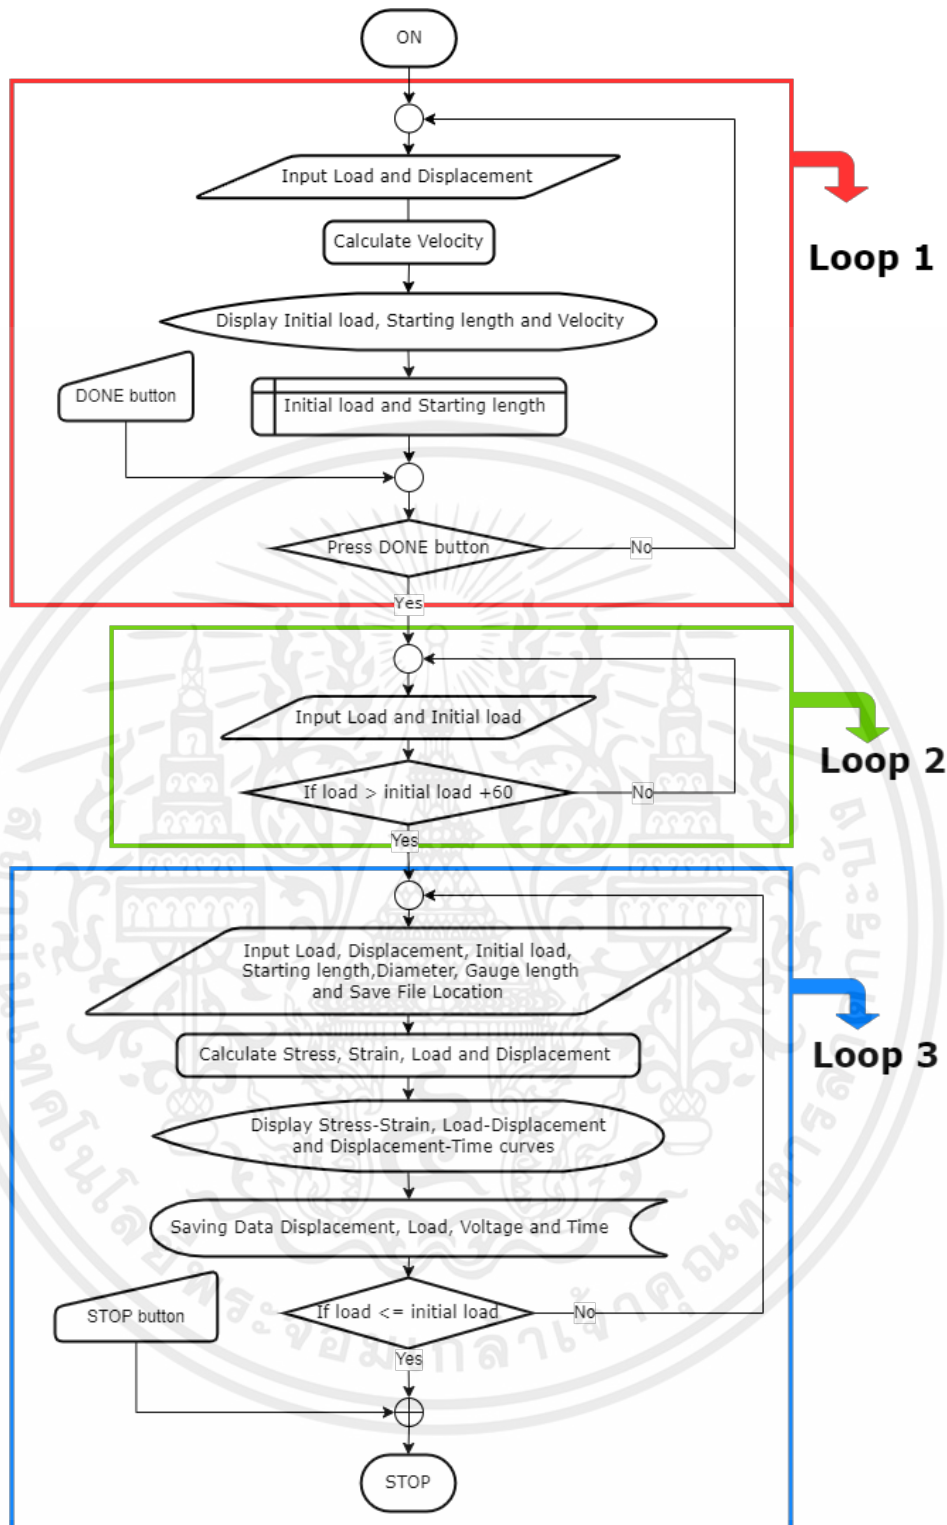 ON
Input Load and Displacement
Calculate Velocity
Loop 1
Display Initial load, Starting length and Velocity
DONE button
Initial load and Starting length
Press DONE button
No
Yes
Input Load and Initial load
Loop 2
If load > initial load +60
No
Yes
Input Load, Displacement, Initial load,
Starting length,Diameter, Gauge length
and Save File Location
Calculate Stress, Strain, Load and Displacement
Loop 3
Display Stress-Strain, Load-Displacement
and Displacement-Time curves
Saving Data Displacement, Load, Voltage and Time
STOP button
If load <= initial load
No
Yes
STOP